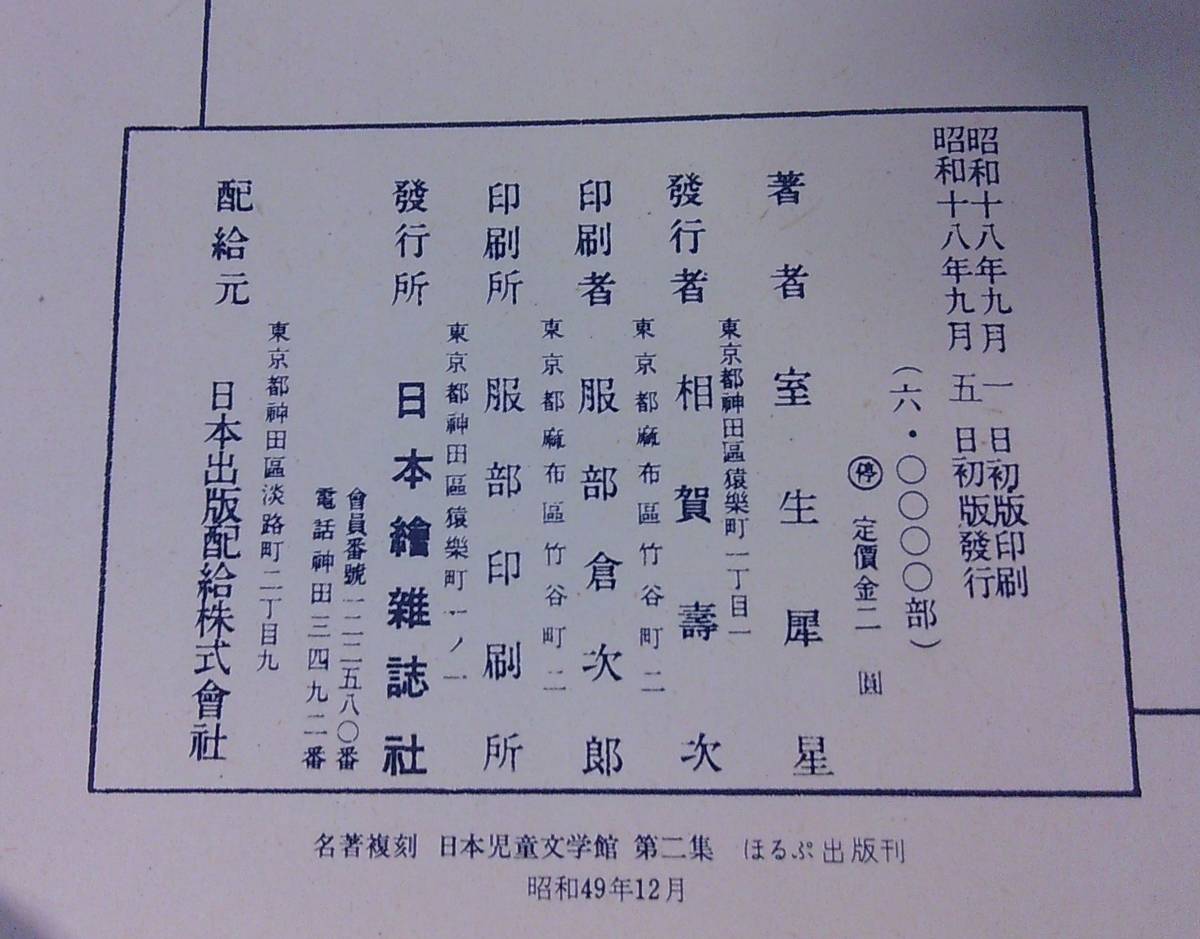 昭和十八年九月一日初版印刷
昭和十八年九月五日初版發行
(六・〇〇〇〇部)
停 定價金二圓
著者 室生犀星
東京都神田區猿樂町一丁目一
發行者 相賀壽次
東京都麻布區竹谷町二
印刷者 服部倉次郎
東京都麻布區竹谷町二
印刷所 服部印刷所
東京都神田區猿樂町一ノ一
發行所 日本繪雜誌社
會員番號一二二五八〇番
電話神田三四九二番
東京都神田區淡路町二丁目九
配給元 日本出版配給株式會社
名著複刻 日本児童文学館 第二集 ほるぷ出版刊
昭和49年12月